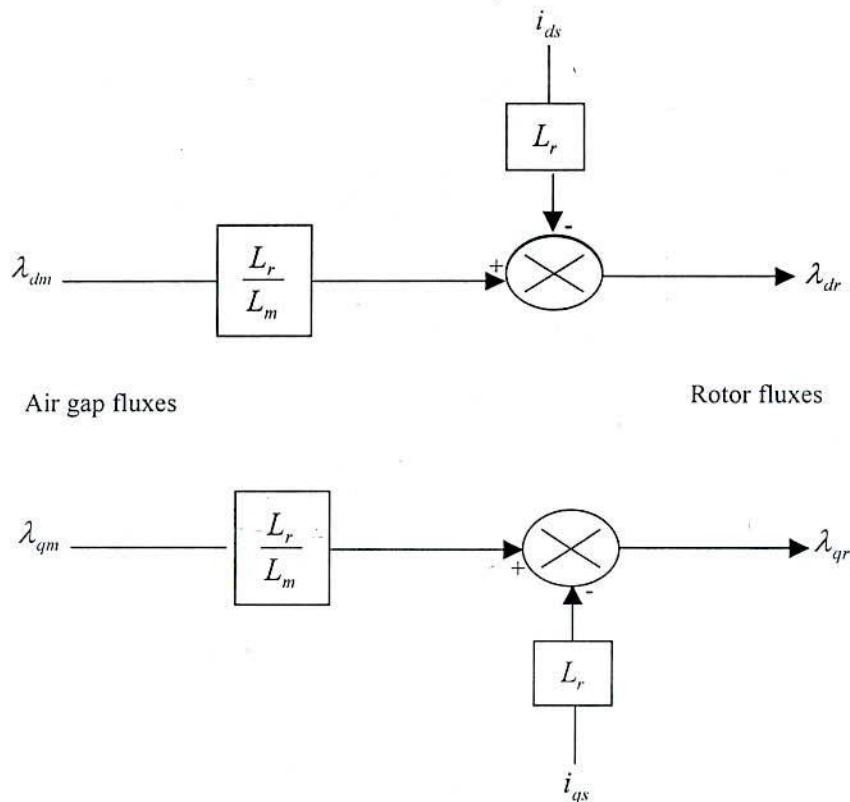 i_ds
L_r
-
λ_dm
L_r
L_m
+
λ_dr
Air gap fluxes
Rotor fluxes
λ_qm
L_r
L_m
+
λ_qr
-
L_r
i_qs